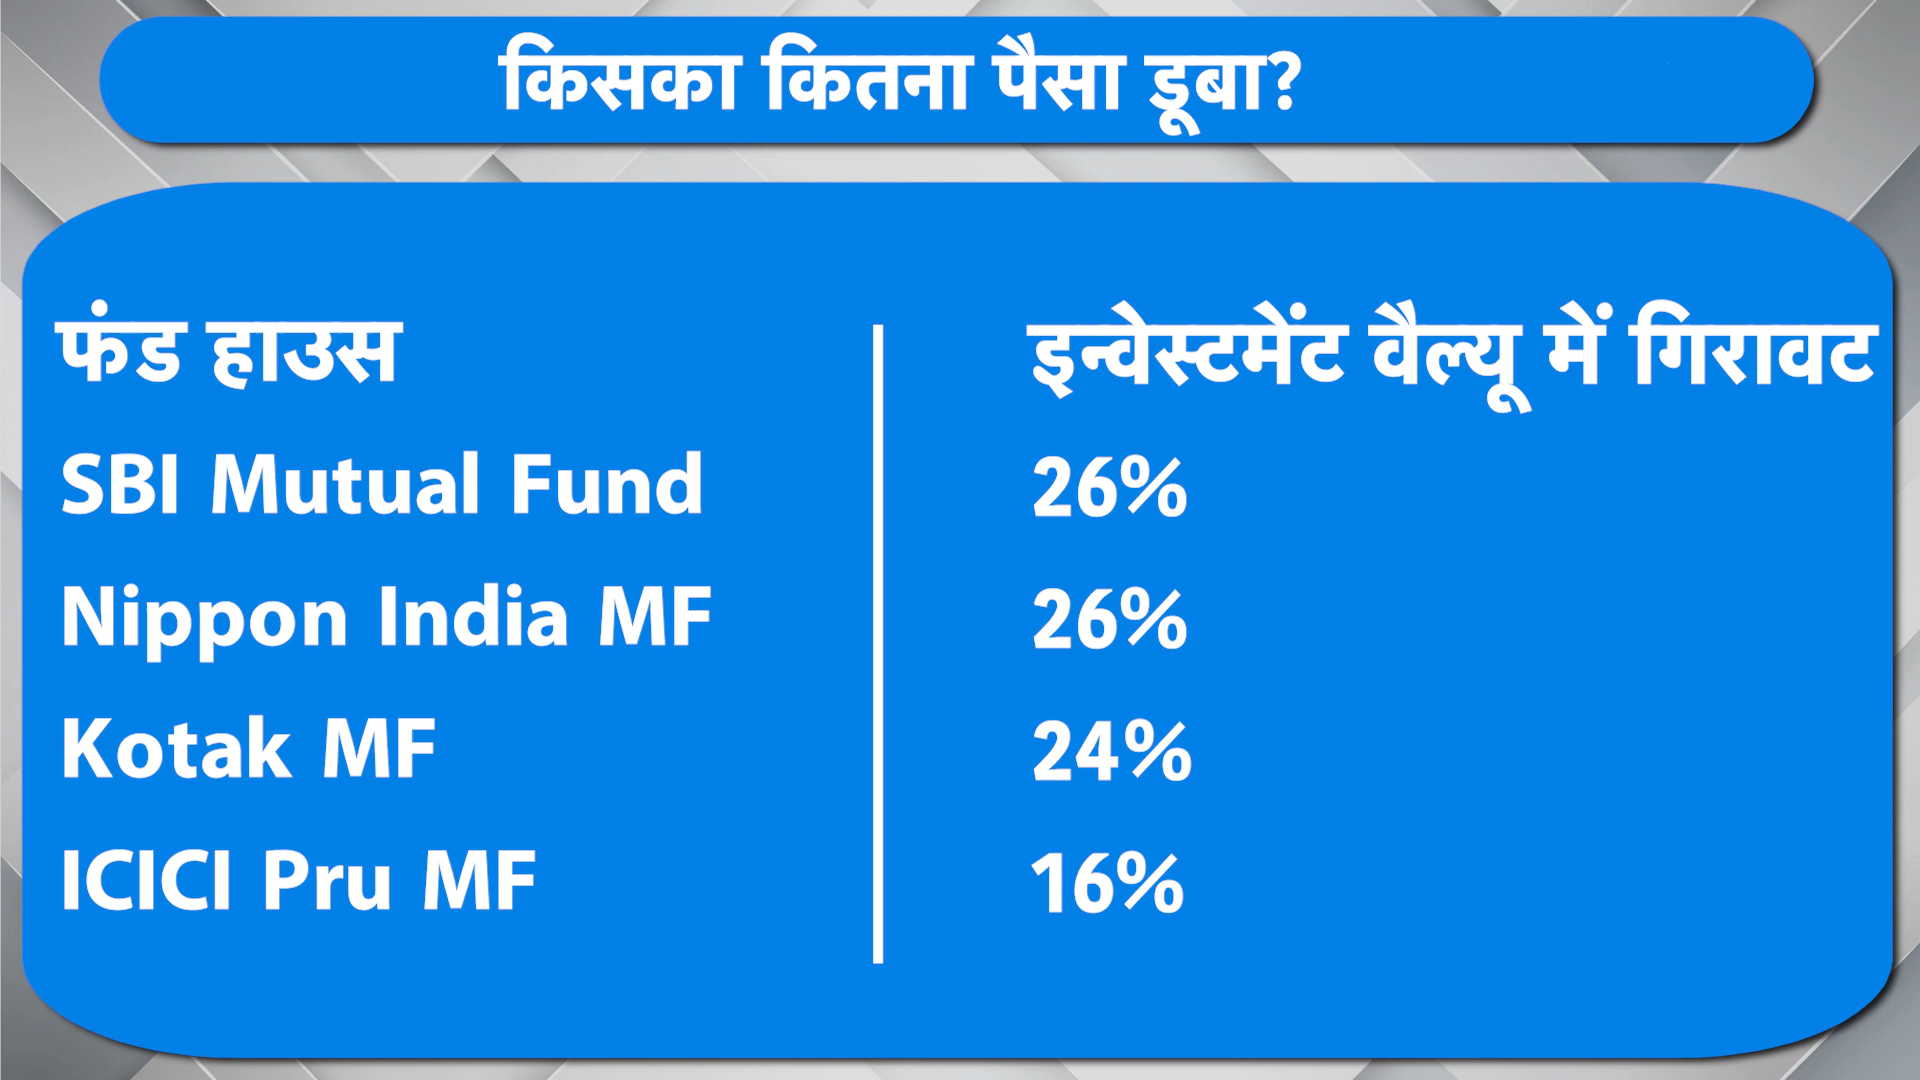 किसका कितना पैसा डूबा?
फंड हाउस इन्वेस्टमेंट वैल्यू में गिरावट
SBI Mutual Fund 26%
Nippon India MF 26%
Kotak MF 24%
ICICI Pru MF 16%